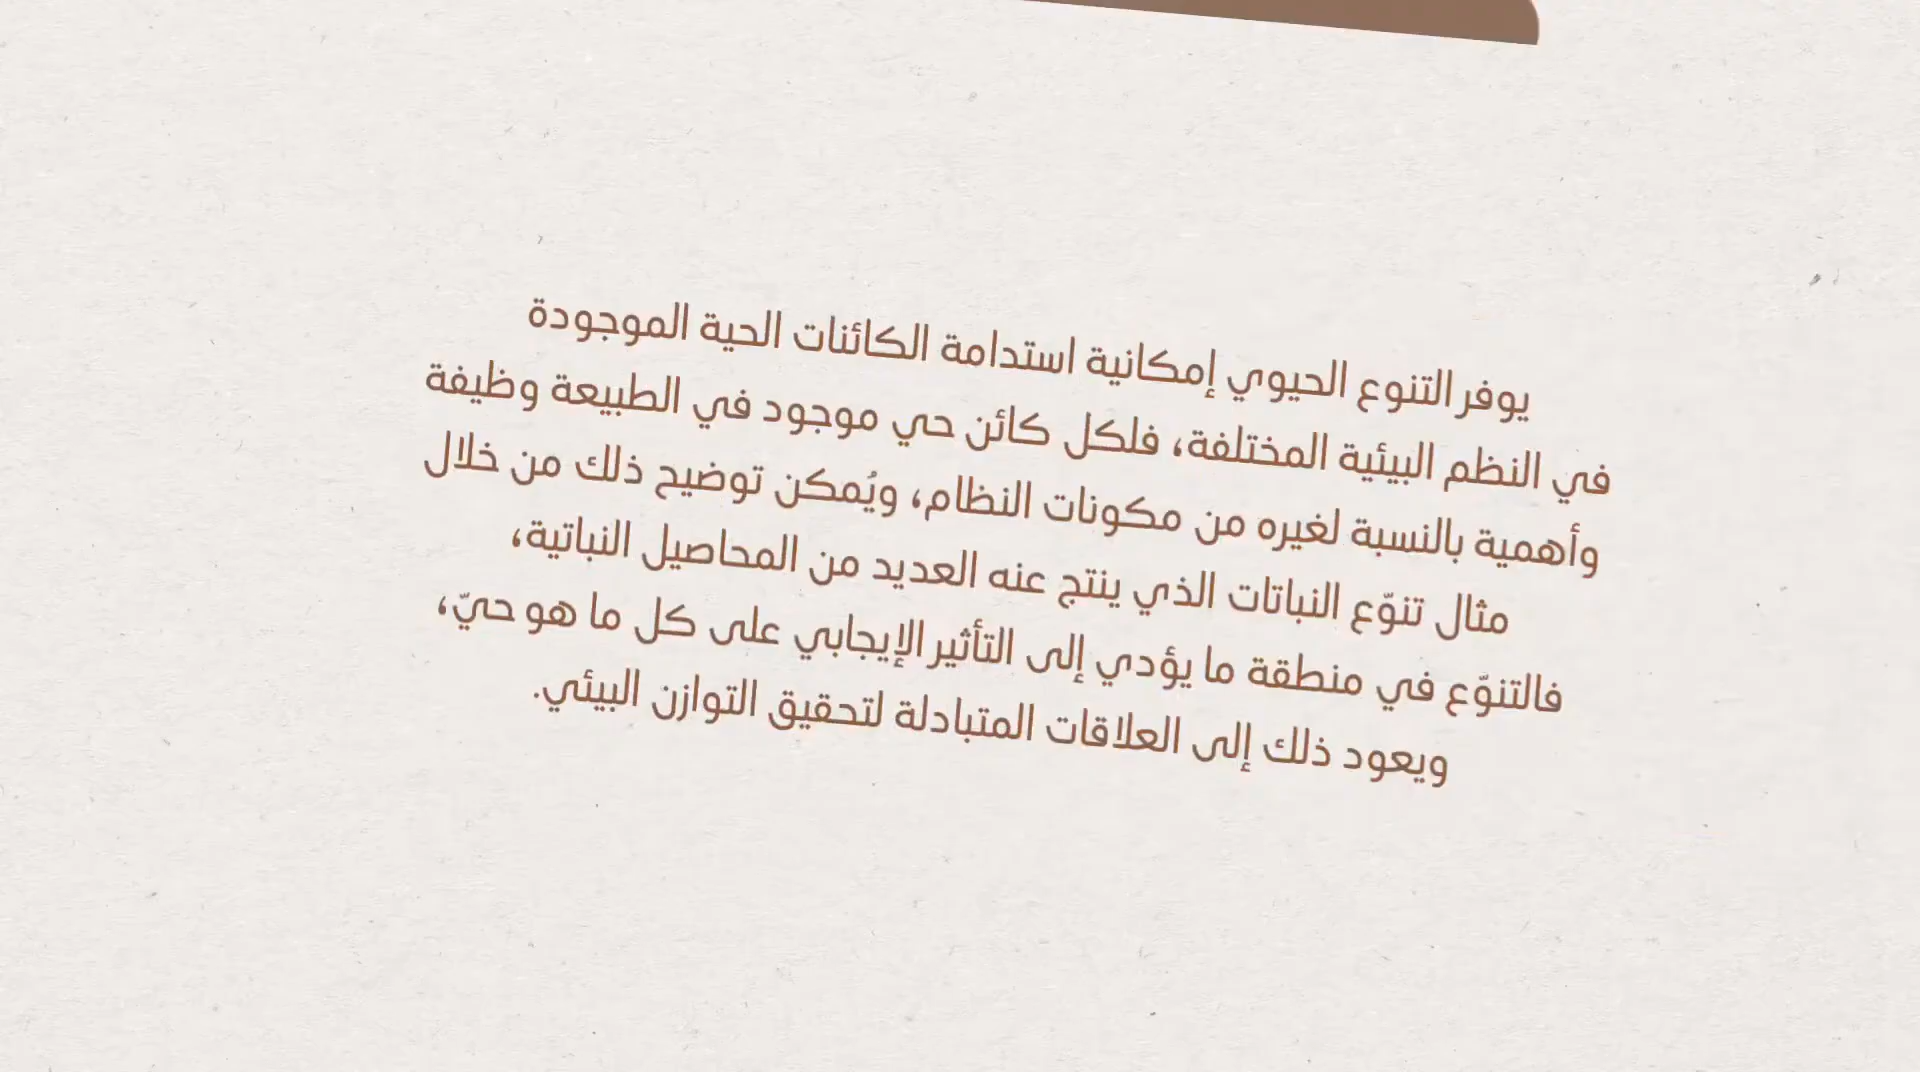 يوفر التنوع الحيوي إمكانية استدامة الكائنات الحية الموجودة
في النظم البيئية المختلفة، فلكل كائن حي موجود في الطبيعة وظيفة
وأهمية بالنسبة لغيره من مكونات النظام، ويُمكن توضيح ذلك من خلال
مثال تنوّع النباتات الذي ينتج عنه العديد من المحاصيل النباتية،
فالتنوّع في منطقة ما يؤدي إلى التأثير الإيجابي على كل ما هو حيّ،
ويعود ذلك إلى العلاقات المتبادلة لتحقيق التوازن البيئي.